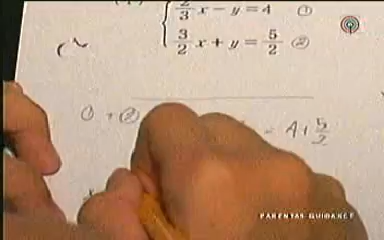 2/3 x - y = 4 ①
3/2 x + y = 5/2 ②
① + ②
= 4 + 5/2
PARENTAL GUIDANCE